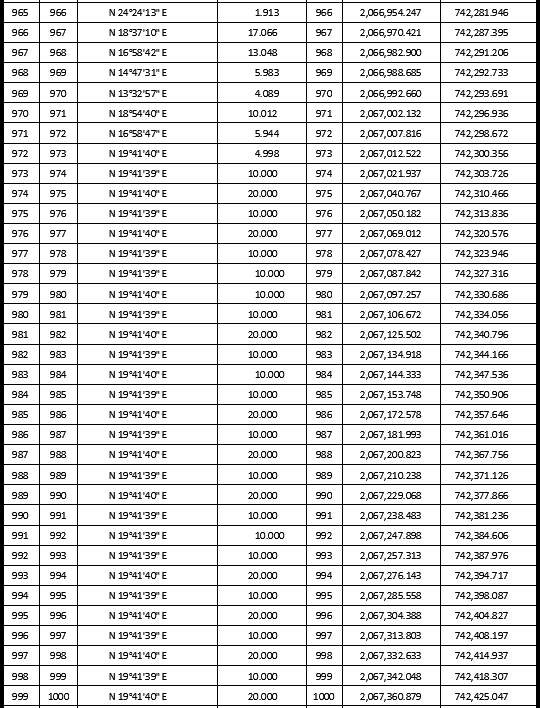 965 966 N 24°24'13" E 1.913 966 2,066,954.247 742,281.946
966 967 N 18°37'10" E 17.066 967 2,066,970.421 742,287.395
967 968 N 16°58'42" E 13.048 968 2,066,982.900 742,291.206
968 969 N 14°47'31" E 5.983 969 2,066,988.685 742,292.733
969 970 N 13°32'57" E 4.089 970 2,066,992.660 742,293.691
970 971 N 18°54'40" E 10.012 971 2,067,002.132 742,296.936
971 972 N 16°58'47" E 5.944 972 2,067,007.816 742,298.672
972 973 N 19°41'40" E 4.998 973 2,067,012.522 742,300.356
973 974 N 19°41'39" E 10.000 974 2,067,021.937 742,303.726
974 975 N 19°41'40" E 20.000 975 2,067,040.767 742,310.466
975 976 N 19°41'39" E 10.000 976 2,067,050.182 742,313.836
976 977 N 19°41'40" E 20.000 977 2,067,069.012 742,320.576
977 978 N 19°41'39" E 10.000 978 2,067,078.427 742,323.946
978 979 N 19°41'39" E 10.000 979 2,067,087.842 742,327.316
979 980 N 19°41'40" E 10.000 980 2,067,097.257 742,330.686
980 981 N 19°41'39" E 10.000 981 2,067,106.672 742,334.056
981 982 N 19°41'40" E 20.000 982 2,067,125.502 742,340.796
982 983 N 19°41'39" E 10.000 983 2,067,134.918 742,344.166
983 984 N 19°41'40" E 10.000 984 2,067,144.333 742,347.536
984 985 N 19°41'39" E 10.000 985 2,067,153.748 742,350.906
985 986 N 19°41'40" E 20.000 986 2,067,172.578 742,357.646
986 987 N 19°41'39" E 10.000 987 2,067,181.993 742,361.016
987 988 N 19°41'40" E 20.000 988 2,067,200.823 742,367.756
988 989 N 19°41'39" E 10.000 989 2,067,210.238 742,371.126
989 990 N 19°41'40" E 20.000 990 2,067,229.068 742,377.866
990 991 N 19°41'39" E 10.000 991 2,067,238.483 742,381.236
991 992 N 19°41'40" E 10.000 992 2,067,247.898 742,384.606
992 993 N 19°41'39" E 10.000 993 2,067,257.313 742,387.976
993 994 N 19°41'40" E 20.000 994 2,067,276.143 742,394.717
994 995 N 19°41'39" E 10.000 995 2,067,285.558 742,398.087
995 996 N 19°41'40" E 20.000 996 2,067,304.388 742,404.827
996 997 N 19°41'39" E 10.000 997 2,067,313.803 742,408.197
997 998 N 19°41'40" E 20.000 998 2,067,332.633 742,414.937
998 999 N 19°41'39" E 10.000 999 2,067,342.048 742,418.307
999 1000 N 19°41'40" E 20.000 1000 2,067,360.879 742,425.047